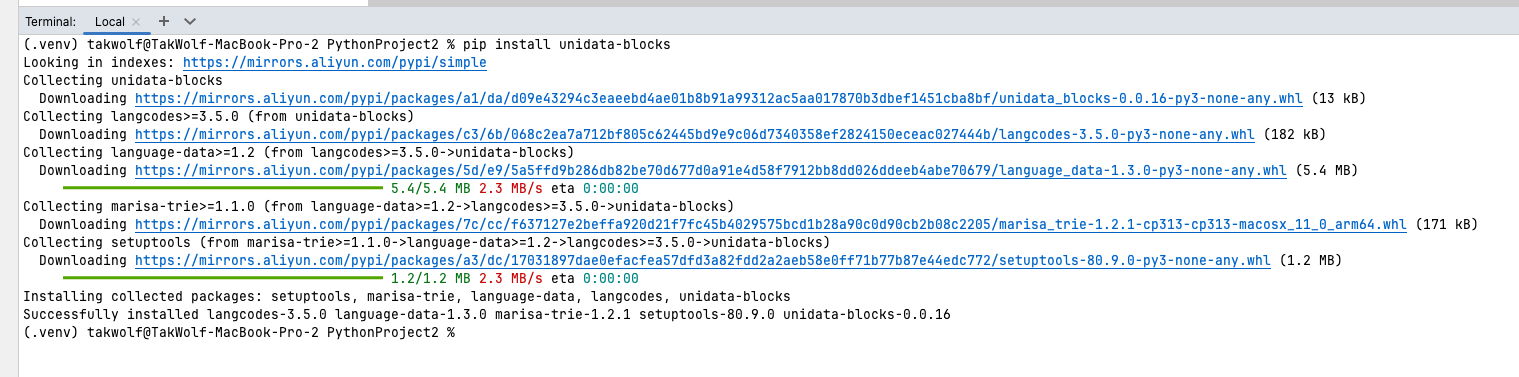 Terminal: Local × + ⌄
(.venv) takwolf@TakWolf-MacBook-Pro-2 PythonProject2 % pip install unidata-blocks
Looking in indexes: https://mirrors.aliyun.com/pypi/simple
Collecting unidata-blocks
  Downloading https://mirrors.aliyun.com/pypi/packages/a1/da/d09e43294c3eaeebd4ae01b8b91a99312ac5aa017870b3dbef1451cba8bf/unidata_blocks-0.0.16-py3-none-any.whl (13 kB)
Collecting langcodes>=3.5.0 (from unidata-blocks)
  Downloading https://mirrors.aliyun.com/pypi/packages/c3/6b/068c2ea7a712bf805c62445bd9e9c06d7340358ef2824150eceac027444b/langcodes-3.5.0-py3-none-any.whl (182 kB)
Collecting language-data>=1.2 (from langcodes>=3.5.0->unidata-blocks)
  Downloading https://mirrors.aliyun.com/pypi/packages/5d/e9/5a5ffd9b286db82be70d677d0a91e4d58f7912bb8dd026ddeeb4abe70679/language_data-1.3.0-py3-none-any.whl (5.4 MB)
     5.4/5.4 MB 2.3 MB/s eta 0:00:00
Collecting marisa-trie>=1.1.0 (from language-data>=1.2->langcodes>=3.5.0->unidata-blocks)
  Downloading https://mirrors.aliyun.com/pypi/packages/7c/cc/f637127e2beffa920d21f7fc45b4029575bcd1b28a90c0d90cb2b08c2205/marisa_trie-1.2.1-cp313-cp313-macosx_11_0_arm64.whl (171 kB)
Collecting setuptools (from marisa-trie>=1.1.0->language-data>=1.2->langcodes>=3.5.0->unidata-blocks)
  Downloading https://mirrors.aliyun.com/pypi/packages/a3/dc/17031897dae0efacfea57dfd3a82fdd2a2aeb58e0ff71b77b87e44edc772/setuptools-80.9.0-py3-none-any.whl (1.2 MB)
     1.2/1.2 MB 2.3 MB/s eta 0:00:00
Installing collected packages: setuptools, marisa-trie, language-data, langcodes, unidata-blocks
Successfully installed langcodes-3.5.0 language-data-1.3.0 marisa-trie-1.2.1 setuptools-80.9.0 unidata-blocks-0.0.16
(.venv) takwolf@TakWolf-MacBook-Pro-2 PythonProject2 %